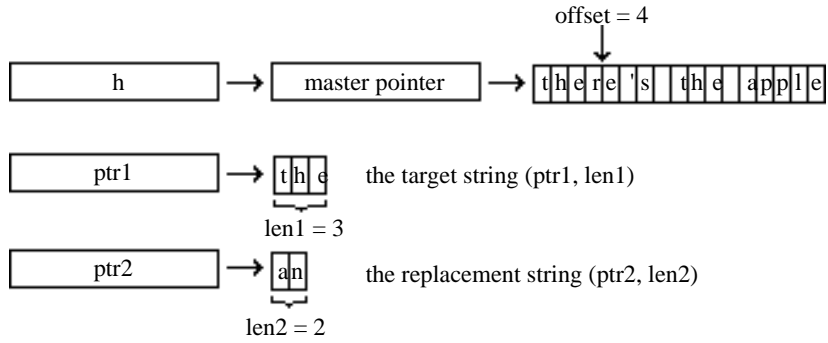 offset = 4
h master pointer there's the apple
ptr1 the the target string (ptr1, len1)
len1 = 3
ptr2 an the replacement string (ptr2, len2)
len2 = 2